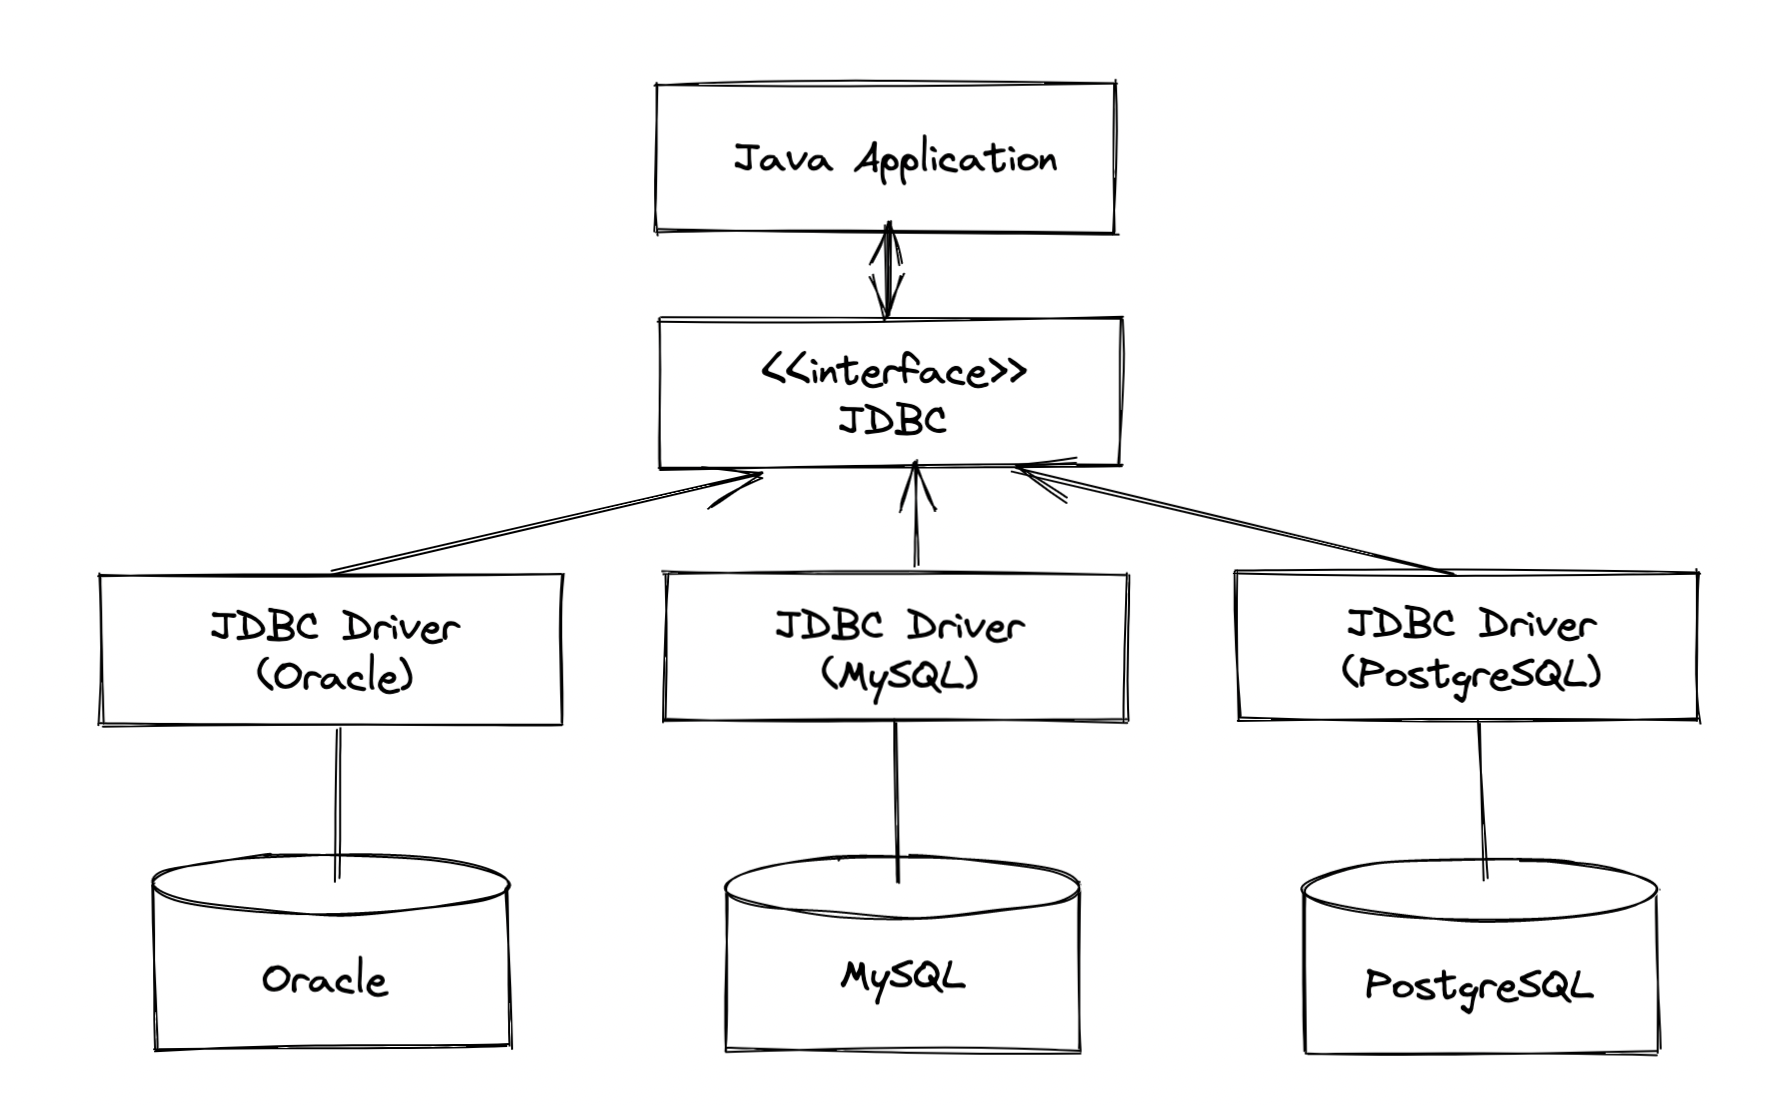 Java Application
<<interface>>
JDBC
JDBC Driver
(Oracle)
JDBC Driver
(MySQL)
JDBC Driver
(PostgreSQL)
Oracle
MySQL
PostgreSQL